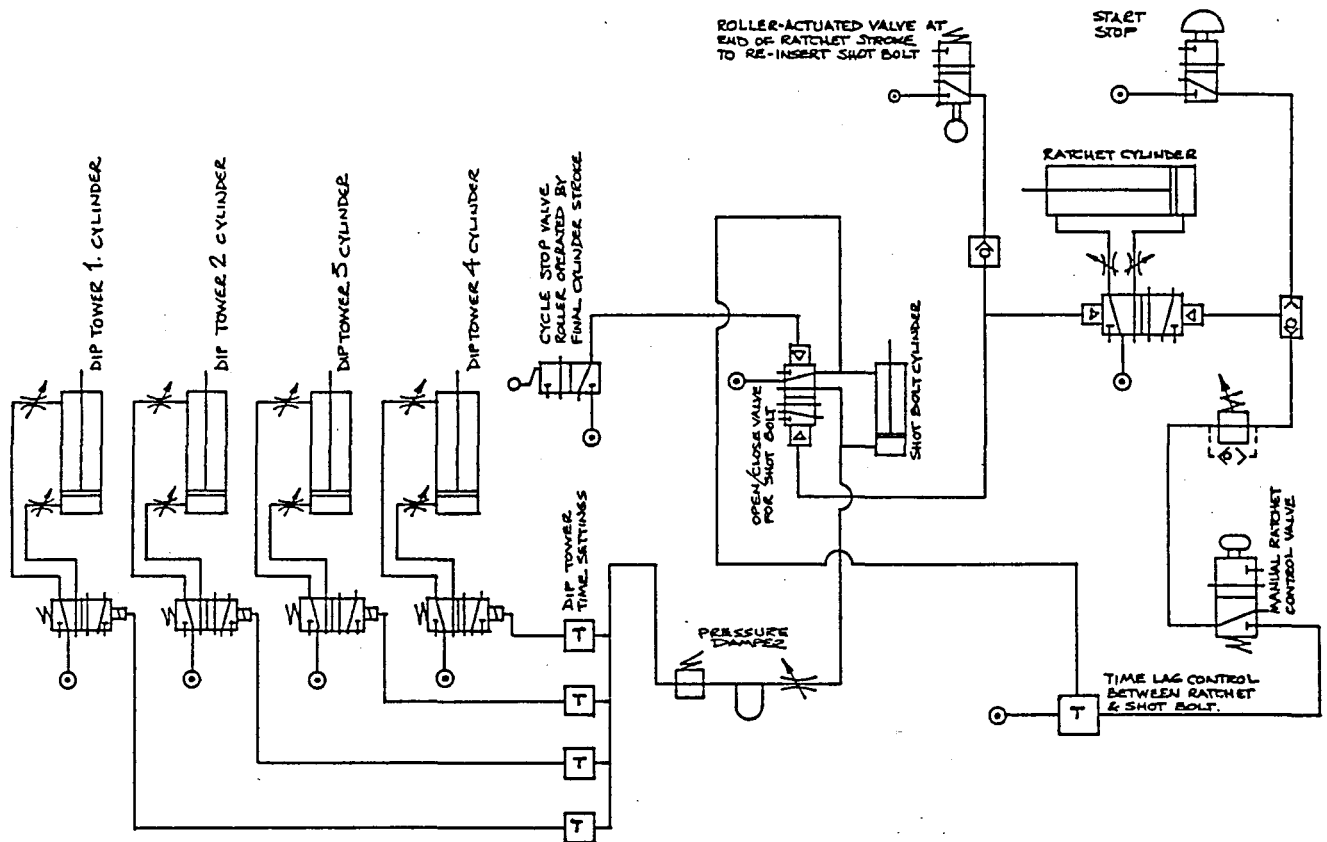 ROLLER-ACTUATED VALVE AT
END OF RATCHET STROKE
TO RE-INSERT SHOT BOLT
START
STOP
RATCHET CYLINDER
DIP TOWER 1. CYLINDER
DIP TOWER 2 CYLINDER
DIP TOWER 3 CYLINDER
DIP TOWER 4 CYLINDER
CYCLE STOP VALVE
ROLLER OPERATED BY
FINAL CYLINDER STROKE
OPEN/CLOSE VALVE
FOR SHOT BOLT
SHOT BOLT CYLINDER
DIP TOWER
TIME SETTINGS
T
T
T
T
PRESSURE
DAMPER
MANUAL RATCHET
CONTROL VALVE
TIME LAG CONTROL
BETWEEN RATCHET
& SHOT BOLT.
T